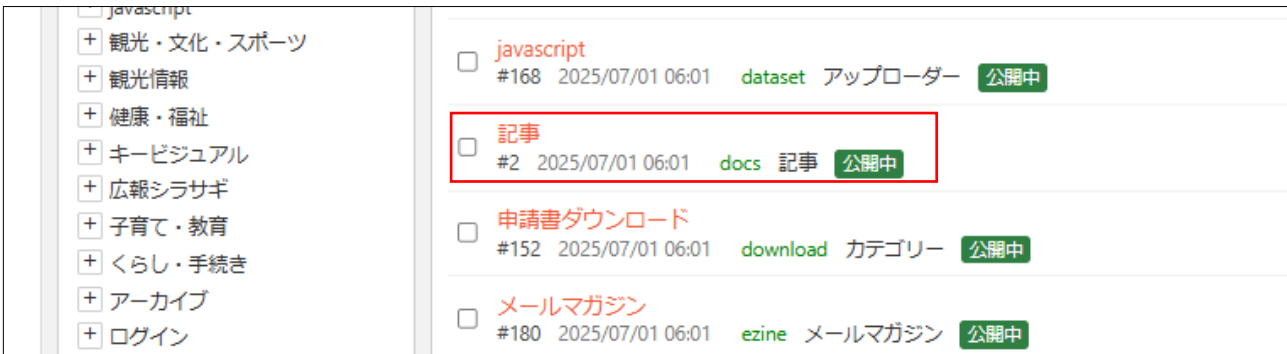 javascript
観光・文化・スポーツ
観光情報
健康・福祉
キービジュアル
広報シラサギ
子育て・教育
くらし・手続き
アーカイブ
ログイン
javascript
#168 2025/07/01 06:01 dataset アップローダー 公開中
記事
#2 2025/07/01 06:01 docs 記事 公開中
申請書ダウンロード
#152 2025/07/01 06:01 download カテゴリー 公開中
メールマガジン
#180 2025/07/01 06:01 ezine メールマガジン 公開中